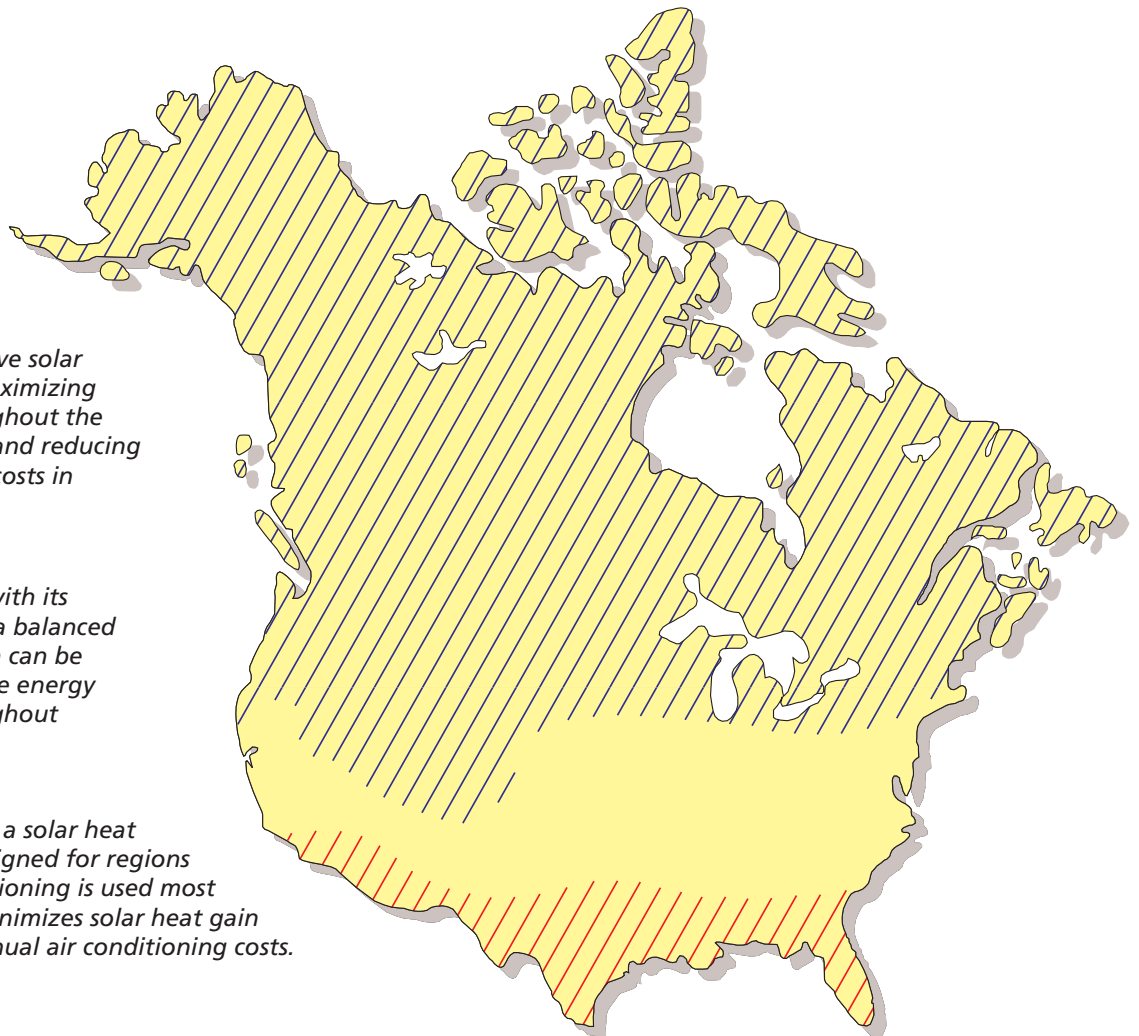 ve solar
ximizing
ghout the
and reducing
costs in
with its
a balanced
n can be
e energy
ghout
a solar heat
igned for regions
ioning is used most
nimizes solar heat gain
nual air conditioning costs.